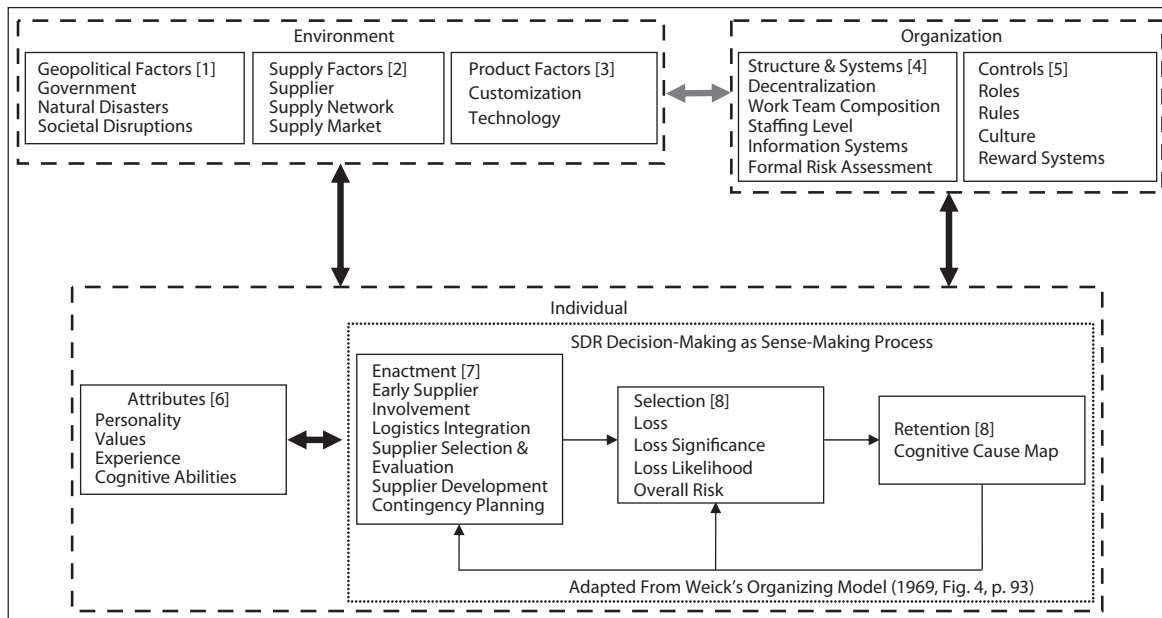 Environment
Geopolitical Factors [1]
Government
Natural Disasters
Societal Disruptions
Supply Factors [2]
Supplier
Supply Network
Supply Market
Product Factors [3]
Customization
Technology
Organization
Structure & Systems [4]
Decentralization
Work Team Composition
Staffing Level
Information Systems
Formal Risk Assessment
Controls [5]
Roles
Rules
Culture
Reward Systems
Individual
SDR Decision-Making as Sense-Making Process
Attributes [6]
Personality
Values
Experience
Cognitive Abilities
Enactment [7]
Early Supplier
Involvement
Logistics Integration
Supplier Selection &
Evaluation
Supplier Development
Contingency Planning
Selection [8]
Loss
Loss Significance
Loss Likelihood
Overall Risk
Retention [8]
Cognitive Cause Map
Adapted From Weick's Organizing Model (1969, Fig. 4, p. 93)